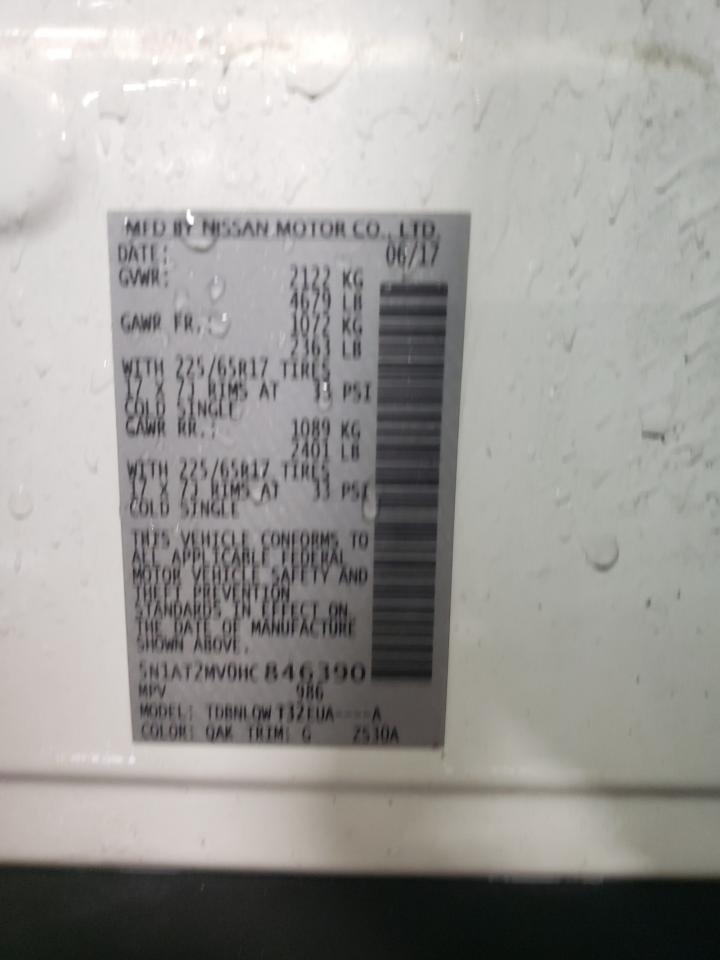 MFD BY NISSAN MOTOR CO., LTD.
DATE: 06/17
GVWR: 2122 KG
4679 LB
GAWR FR.: 1072 KG
2363 LB
WITH 225/65R17 TIRES
17 X 7J RIMS AT 33 PSI
COLD SINGLE
GAWR RR.: 1089 KG
2401 LB
WITH 225/65R17 TIRES
17 X 7J RIMS AT 33 PSI
COLD SINGLE
THIS VEHICLE CONFORMS TO
ALL APPLICABLE FEDERAL
MOTOR VEHICLE SAFETY AND
THEFT PREVENTION
STANDARDS IN EFFECT ON
THE DATE OF MANUFACTURE
SHOWN ABOVE.
5N1AT2MV0HC846390
MPV 986
MODEL:
COLOR: QAK TRIM: G